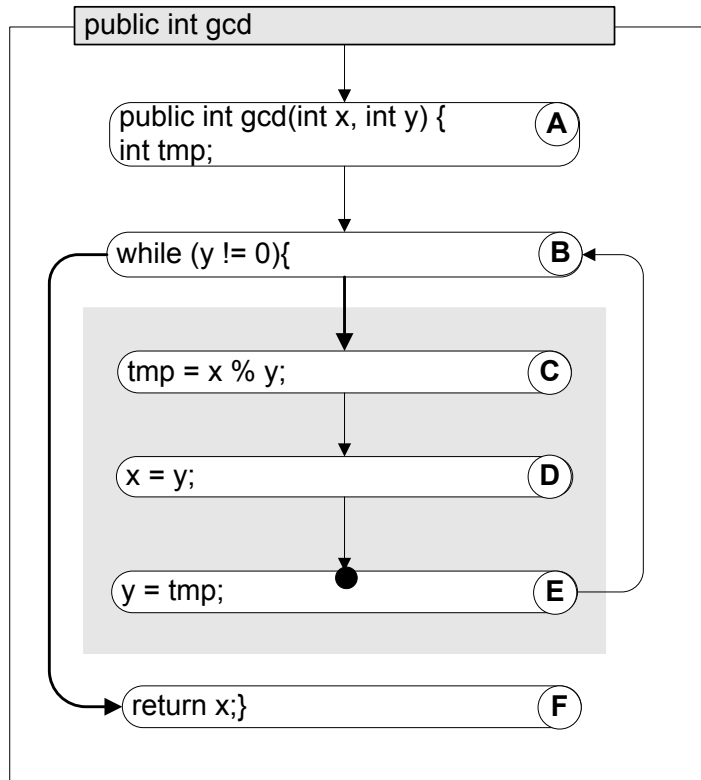 public int gcd
public int gcd(int x, int y) { A
int tmp;
while (y != 0){ B
tmp = x % y; C
x = y; D
y = tmp; E
return x;} F